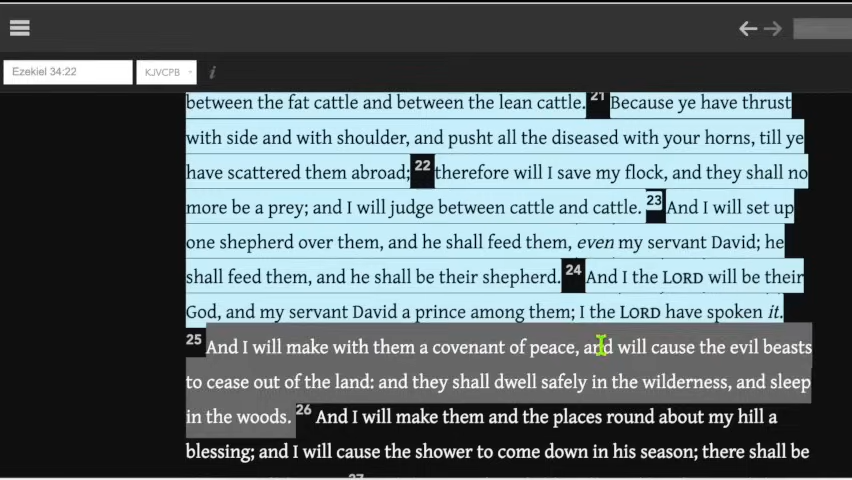 Ezekiel 34:22
KJVCPB
i
between the fat cattle and between the lean cattle. 21 Because ye have thrust
with side and with shoulder, and pusht all the diseased with your horns, till ye
have scattered them abroad; 22 therefore will I save my flock, and they shall no
more be a prey; and I will judge between cattle and cattle. 23 And I will set up
one shepherd over them, and he shall feed them, even my servant David; he
shall feed them, and he shall be their shepherd. 24 And I the LORD will be their
God, and my servant David a prince among them; I the LORD have spoken it.
25 And I will make with them a covenant of peace, and will cause the evil beasts
to cease out of the land: and they shall dwell safely in the wilderness, and sleep
in the woods. 26 And I will make them and the places round about my hill a
blessing; and I will cause the shower to come down in his season; there shall be
27